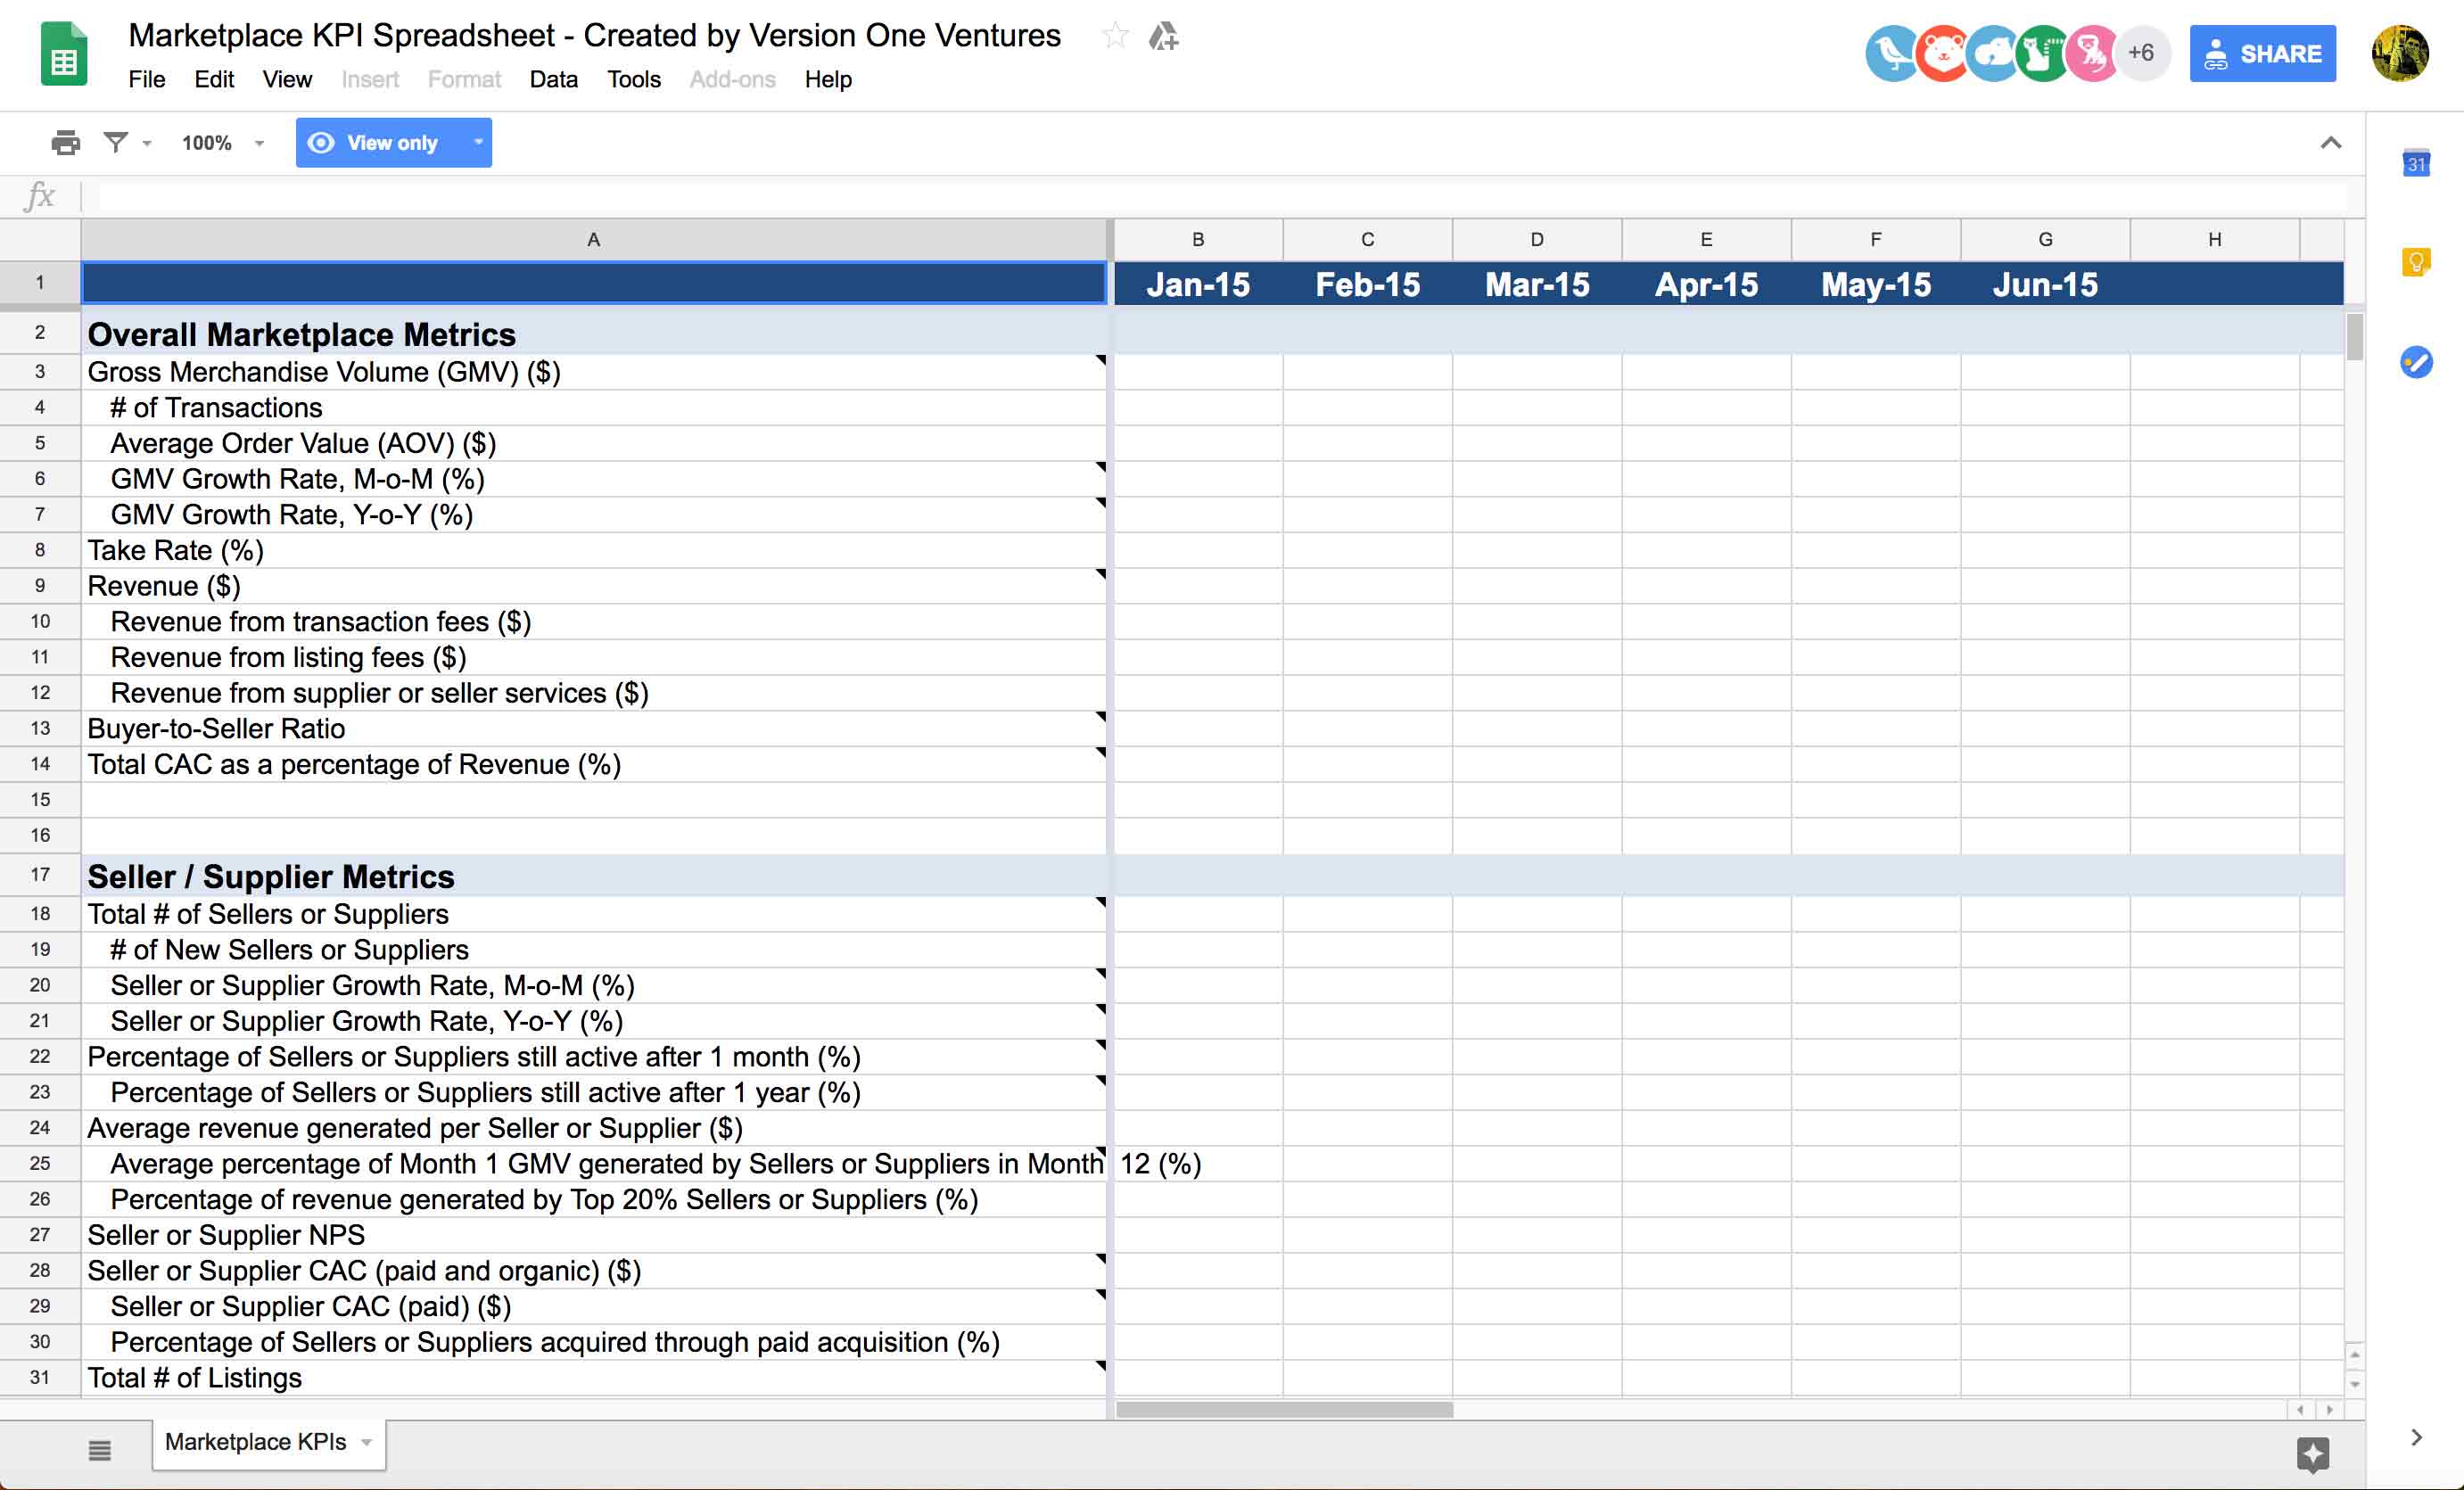 Marketplace KPI Spreadsheet - Created by Version One Ventures
File Edit View Insert Format Data Tools Add-ons Help
+6
SHARE
100%
View only
31
fx
A B C D E F G H
1 Jan-15 Feb-15 Mar-15 Apr-15 May-15 Jun-15
2 Overall Marketplace Metrics
3 Gross Merchandise Volume (GMV) ($)
4 # of Transactions
5 Average Order Value (AOV) ($)
6 GMV Growth Rate, M-o-M (%)
7 GMV Growth Rate, Y-o-Y (%)
8 Take Rate (%)
9 Revenue ($)
10 Revenue from transaction fees ($)
11 Revenue from listing fees ($)
12 Revenue from supplier or seller services ($)
13 Buyer-to-Seller Ratio
14 Total CAC as a percentage of Revenue (%)
15
16
17 Seller / Supplier Metrics
18 Total # of Sellers or Suppliers
19 # of New Sellers or Suppliers
20 Seller or Supplier Growth Rate, M-o-M (%)
21 Seller or Supplier Growth Rate, Y-o-Y (%)
22 Percentage of Sellers or Suppliers still active after 1 month (%)
23 Percentage of Sellers or Suppliers still active after 1 year (%)
24 Average revenue generated per Seller or Supplier ($)
25 Average percentage of Month 1 GMV generated by Sellers or Suppliers in Month 12 (%)
26 Percentage of revenue generated by Top 20% Sellers or Suppliers (%)
27 Seller or Supplier NPS
28 Seller or Supplier CAC (paid and organic) ($)
29 Seller or Supplier CAC (paid) ($)
30 Percentage of Sellers or Suppliers acquired through paid acquisition (%)
31 Total # of Listings
Marketplace KPIs